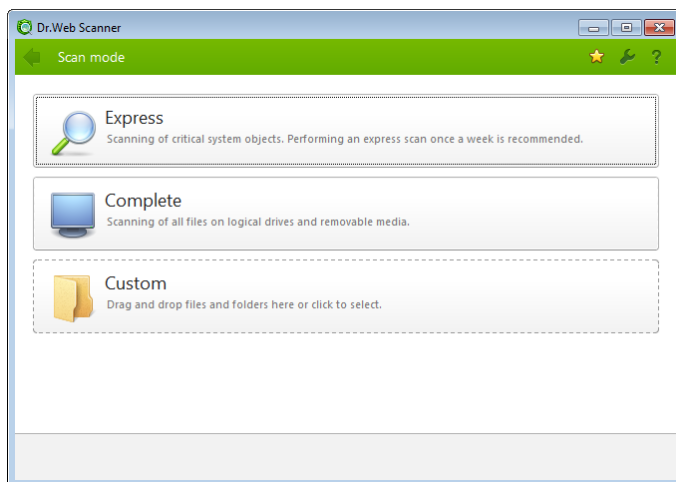 Dr.Web Scanner
Scan mode
?
Express
Scanning of critical system objects. Performing an express scan once a week is recommended.
Complete
Scanning of all files on logical drives and removable media.
Custom
Drag and drop files and folders here or click to select.